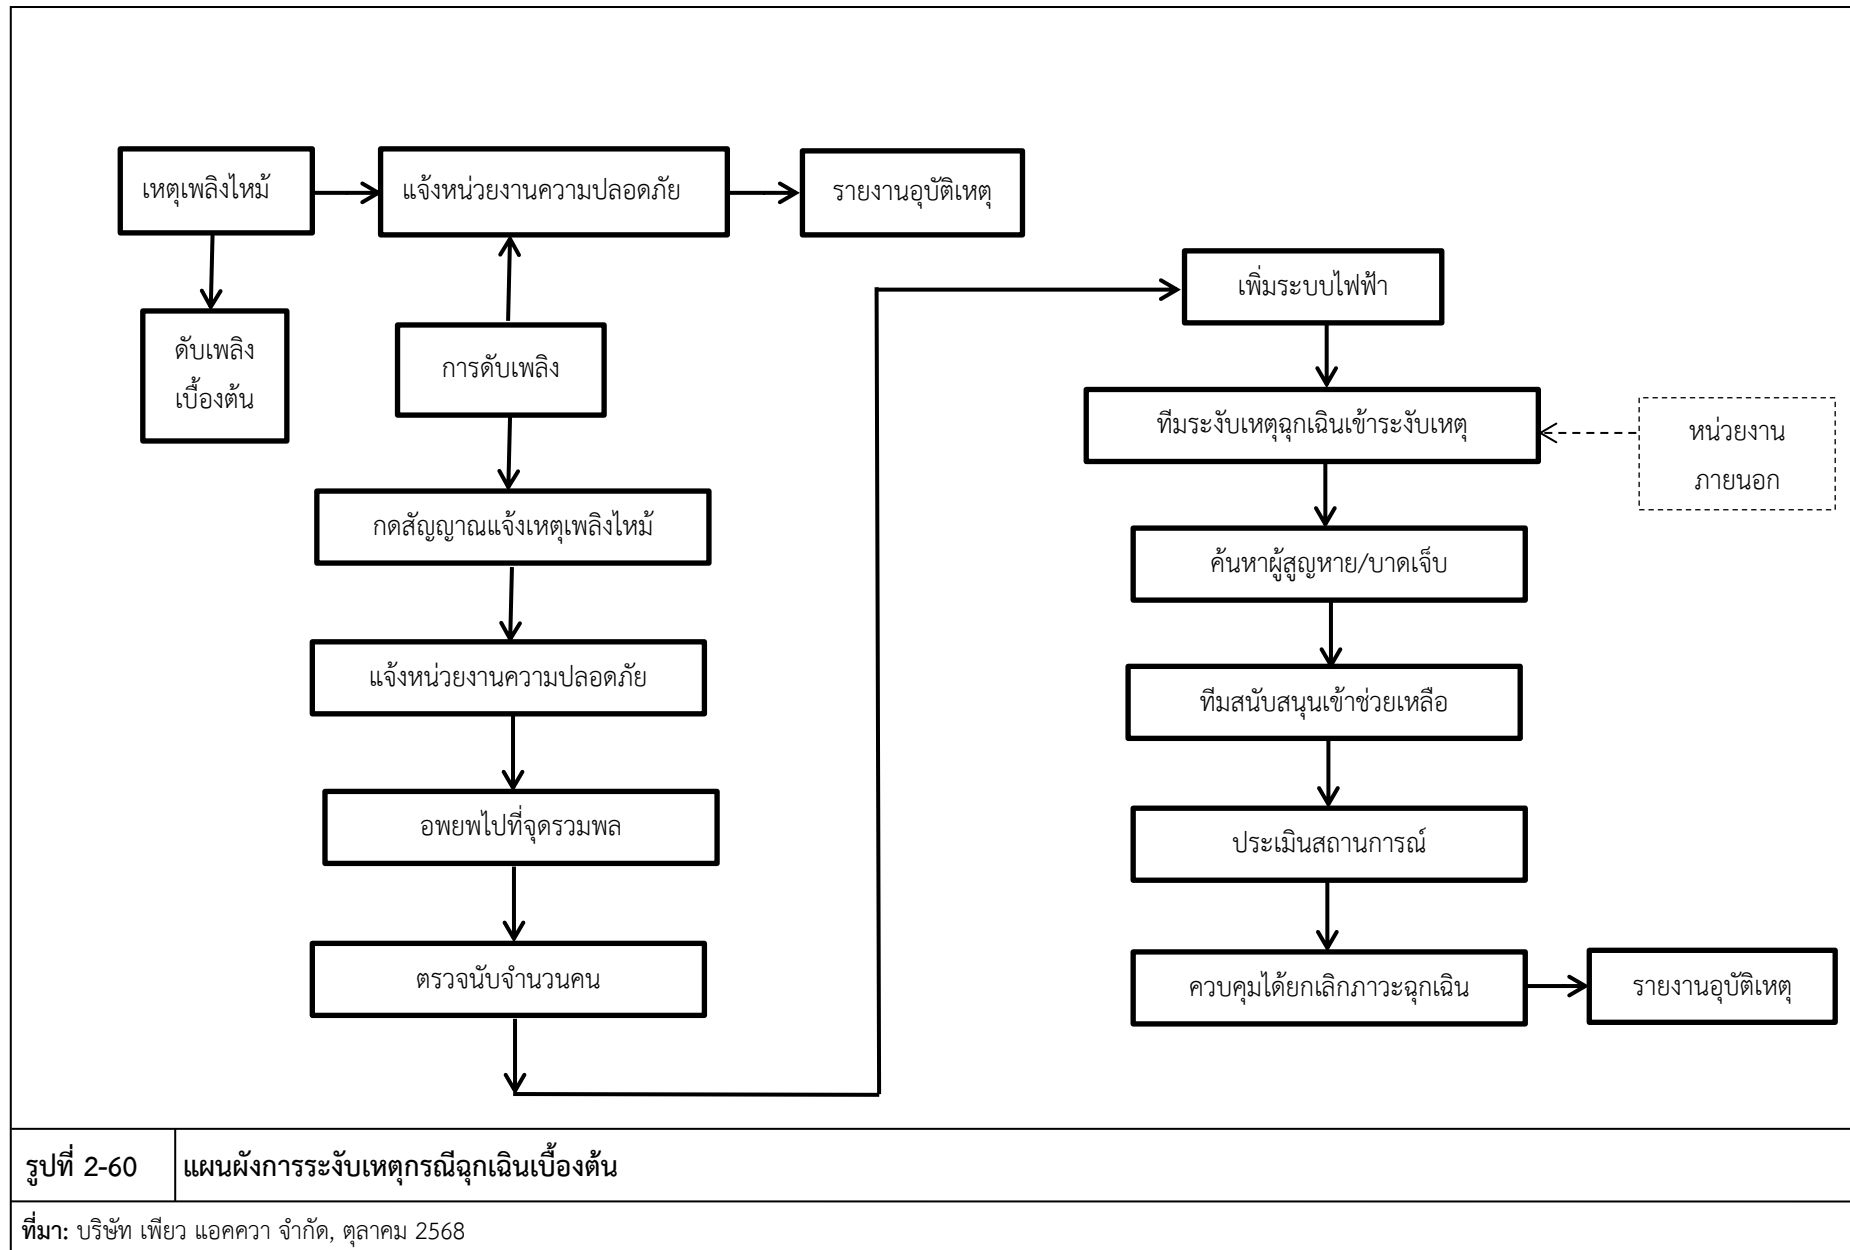 เหตุเพลิงไหม้
แจ้งหน่วยงานความปลอดภัย
รายงานอุบัติเหตุ
ดับเพลิง
เบื้องต้น
การดับเพลิง
กดสัญญาณแจ้งเหตุเพลิงไหม้
แจ้งหน่วยงานความปลอดภัย
อพยพไปที่จุดรวมพล
ตรวจนับจำนวนคน
เพิ่มระบบไฟฟ้า
ทีมระงับเหตุฉุกเฉินเข้าระงับเหตุ
หน่วยงาน
ภายนอก
ค้นหาผู้สูญหาย/บาดเจ็บ
ทีมสนับสนุนเข้าช่วยเหลือ
ประเมินสถานการณ์
ควบคุมได้ยกเลิกภาวะฉุกเฉิน
รายงานอุบัติเหตุ
รูปที่ 2-60 แผนผังการระงับเหตุกรณีฉุกเฉินเบื้องต้น
ที่มา: บริษัท เพียว แอคควา จำกัด, ตุลาคม 2568